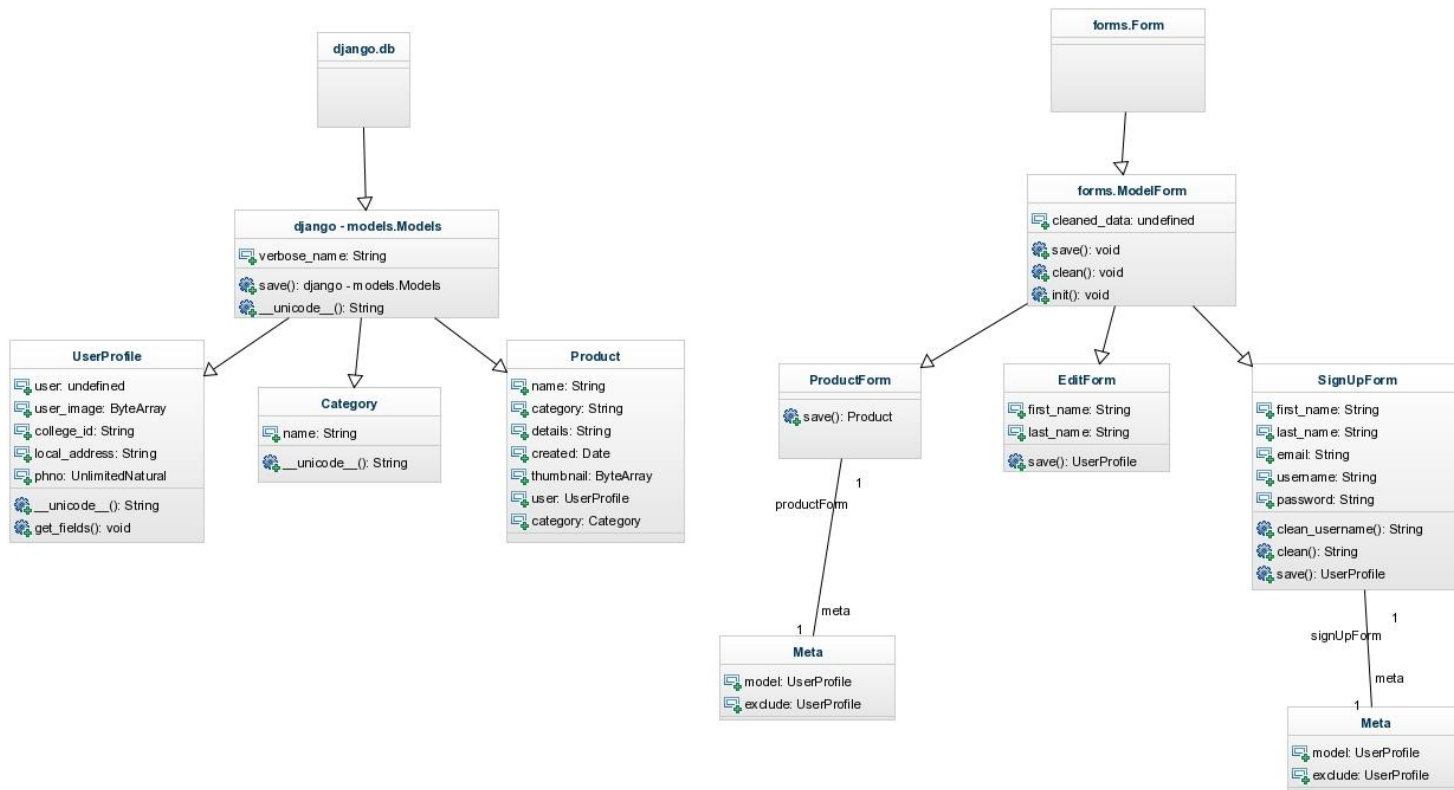 django.db
django - models.Models
verbose_name: String
save(): django - models.Models
__unicode__(): String
UserProfile
user: undefined
user_image: ByteArray
college_id: String
local_address: String
phno: UnlimitedNatural
__unicode__(): String
get_fields(): void
Category
name: String
__unicode__(): String
Product
name: String
category: String
details: String
created: Date
thumbnail: ByteArray
user: UserProfile
category: Category
forms.Form
forms.ModelForm
cleaned_data: undefined
save(): void
clean(): void
init(): void
ProductForm
save(): Product
1
productForm
meta
1
Meta
model: UserProfile
exclude: UserProfile
EditForm
first_name: String
last_name: String
save(): UserProfile
SignUpForm
first_name: String
last_name: String
email: String
username: String
password: String
clean_username(): String
clean(): String
save(): UserProfile
1
signUpForm
meta
1
Meta
model: UserProfile
exclude: UserProfile